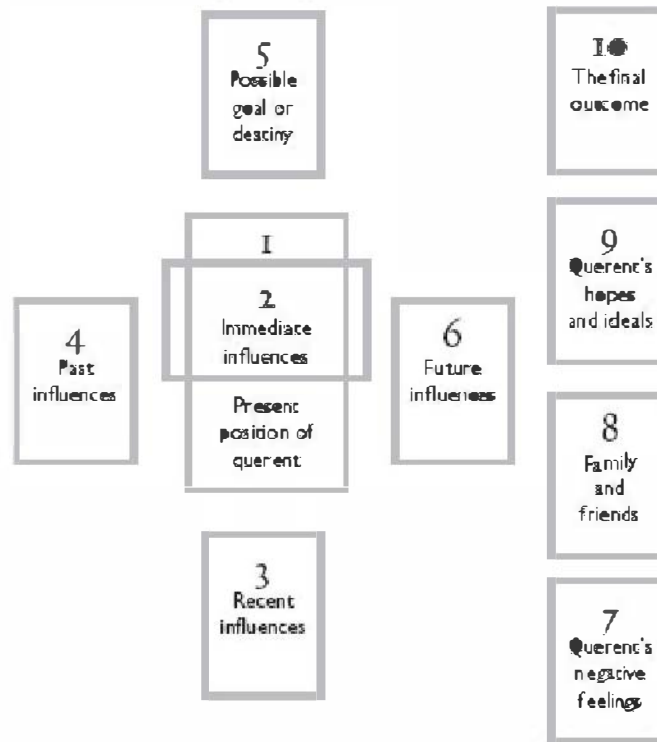 5
Possible
goal or
destiny
10
The final
outcome
1
2
Immediate
influences
Present
position of
querent
4
Past
influences
6
Future
influences
9
Querent's
hopes
and ideals
8
Family
and
friends
3
Recent
influences
7
Querent's
negative
feelings